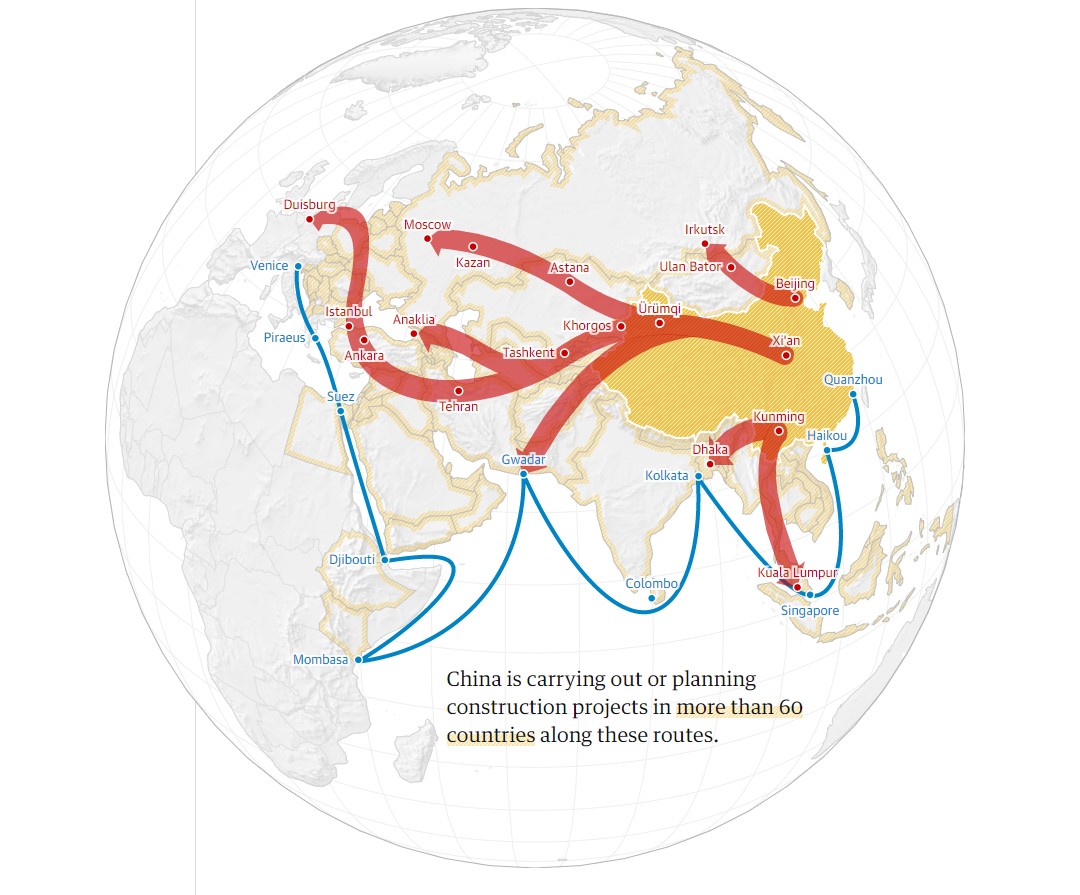 Duisburg
Moscow
Irkutsk
Kazan
Venice
Ulan Bator
Astana
Beijing
Istanbul
Anaklia
Khorgos
Ürümqi
Piraeus
Ankara
Tashkent
Xi'an
Quanzhou
Suez
Tehran
Kunming
Haikou
Dhaka
Gwadar
Kolkata
Djibouti
Colombo
Kuala Lumpur
Singapore
Mombasa
China is carrying out or planning
construction projects in more than 60
countries along these routes.